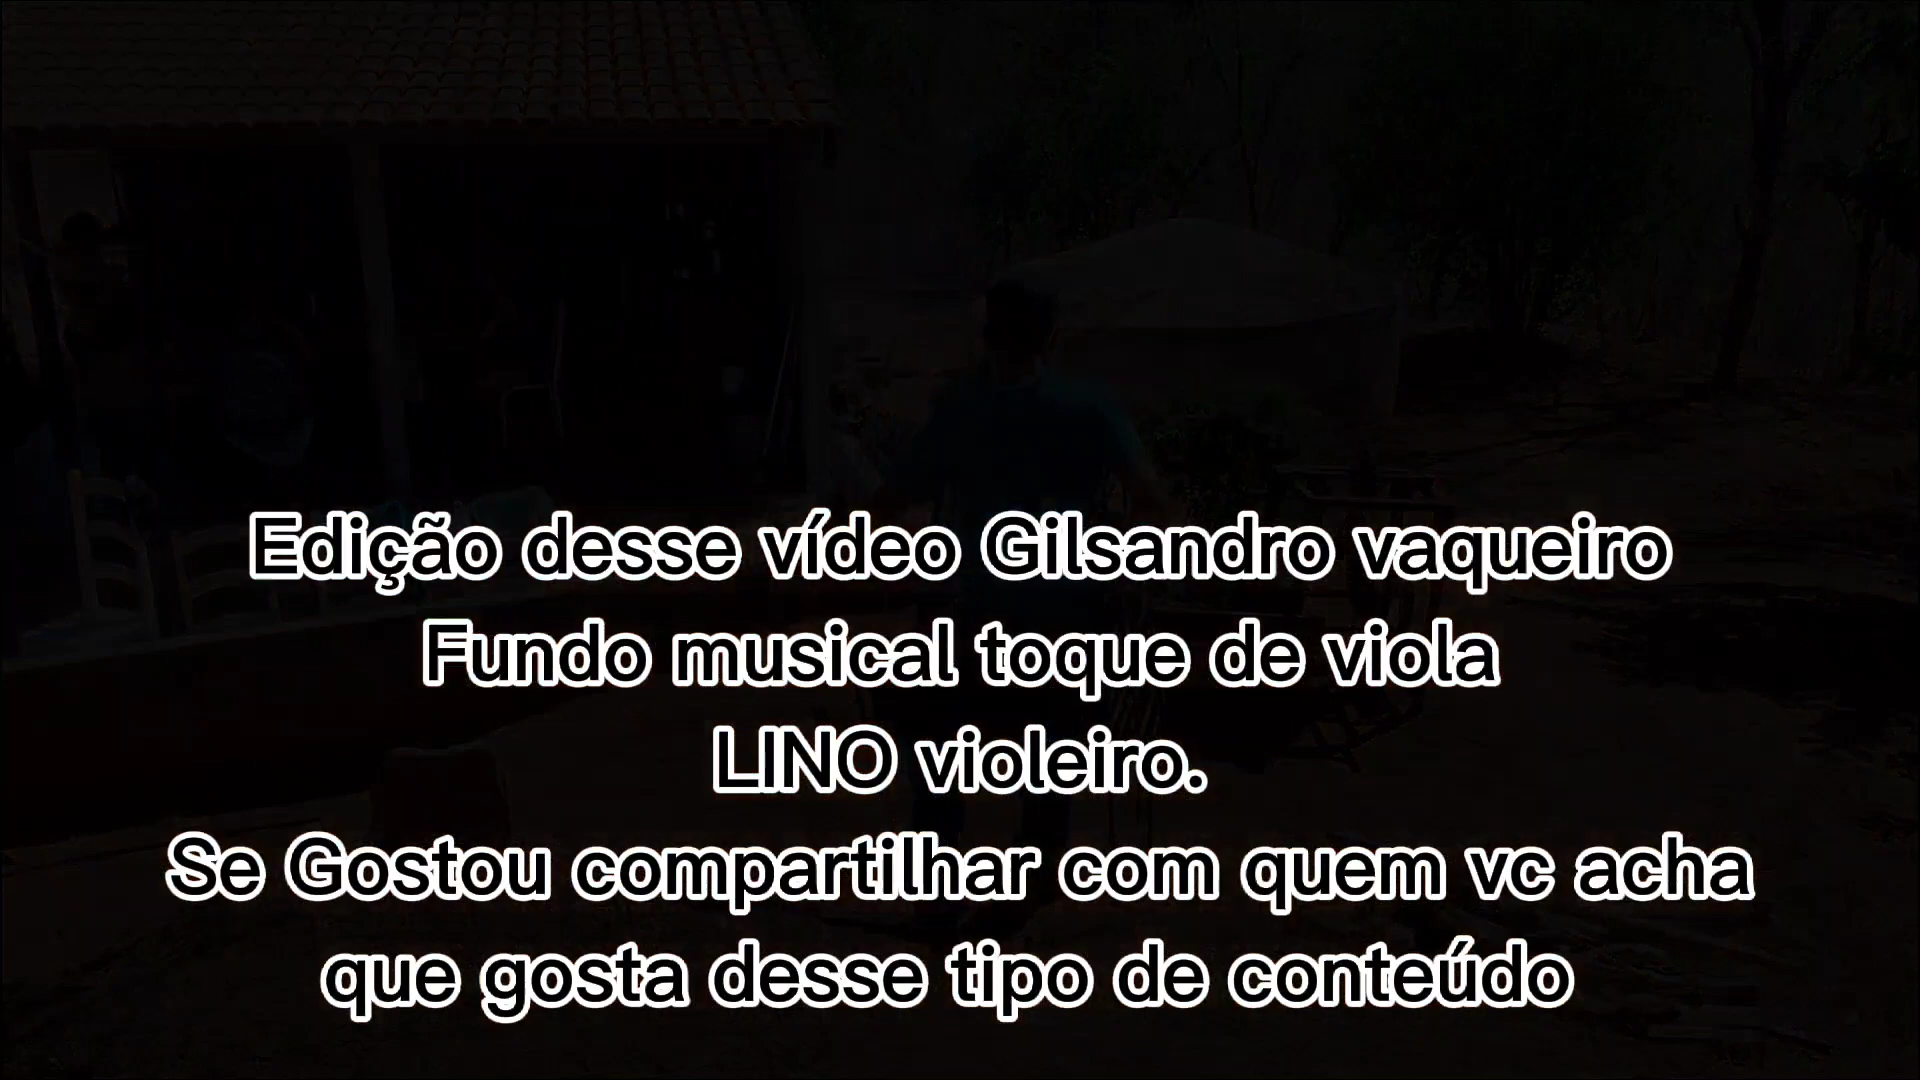 Edição desse vídeo Gilsandro vaqueiro
Fundo musical toque de viola
LINO violeiro.
Se Gostou compartilhar com quem vc acha
que gosta desse tipo de conteúdo